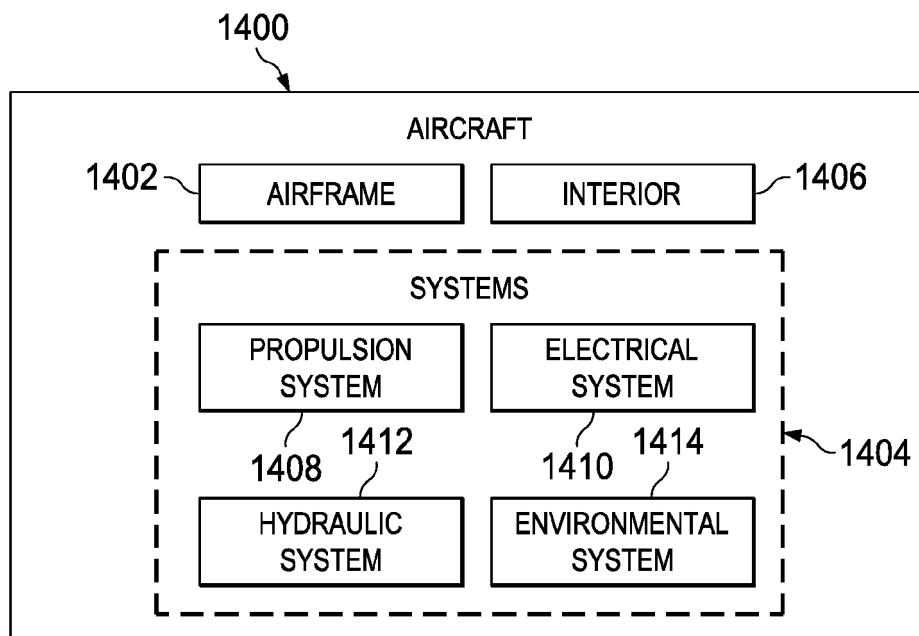 1400
AIRCRAFT
1402
AIRFRAME
INTERIOR
1406
SYSTEMS
PROPULSION
SYSTEM
ELECTRICAL
SYSTEM
1408
1412
1410
1414
1404
HYDRAULIC
SYSTEM
ENVIRONMENTAL
SYSTEM